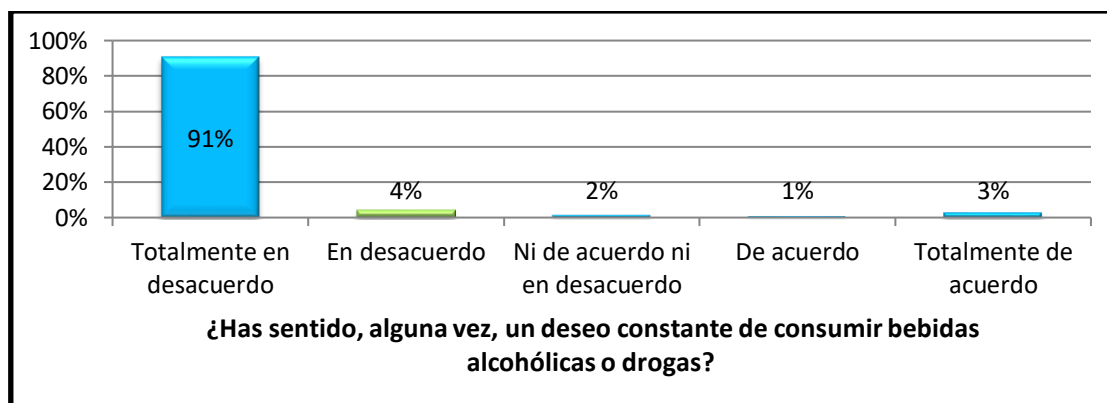 100%
80%
60%
40%
20%
0%
91%
4%
2%
1%
3%
Totalmente en
desacuerdo
En desacuerdo
Ni de acuerdo ni
en desacuerdo
De acuerdo
Totalmente de
acuerdo
¿Has sentido, alguna vez, un deseo constante de consumir bebidas
alcohólicas o drogas?